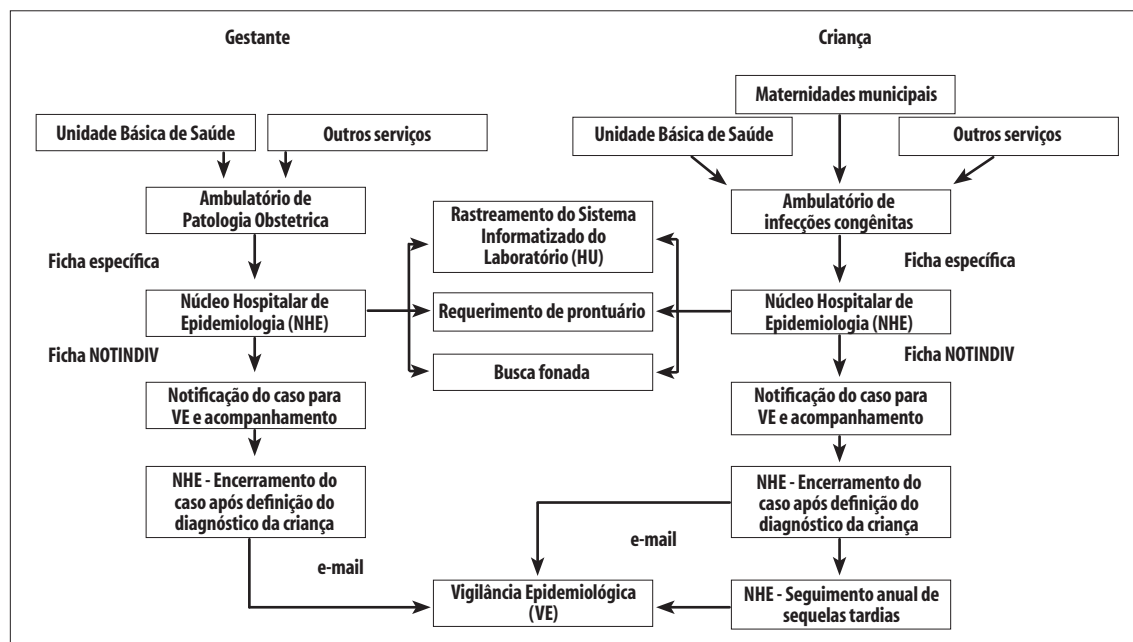 Gestante
Criança
Maternidades municipais
Unidade Básica de Saúde
Outros serviços
Unidade Básica de Saúde
Outros serviços
Ambulatório de
Patologia Obstetrica
Rastreamento do Sistema
Informatizado do
Laboratório (HU)
Ambulatório de
infecções congênitas
Ficha específica
Ficha específica
Núcleo Hospitalar de
Epidemiologia (NHE)
Requerimento de prontuário
Núcleo Hospitalar de
Epidemiologia (NHE)
Ficha NOTINDIV
Ficha NOTINDIV
Busca fonada
Notificação do caso para
VE e acompanhamento
Notificação do caso para
VE e acompanhamento
NHE - Encerramento do
caso após definição do
diagnóstico da criança
NHE - Encerramento do
caso após definição do
diagnóstico da criança
e-mail
e-mail
Vigilância Epidemiológica
(VE)
NHE - Seguimento anual de
sequelas tardias